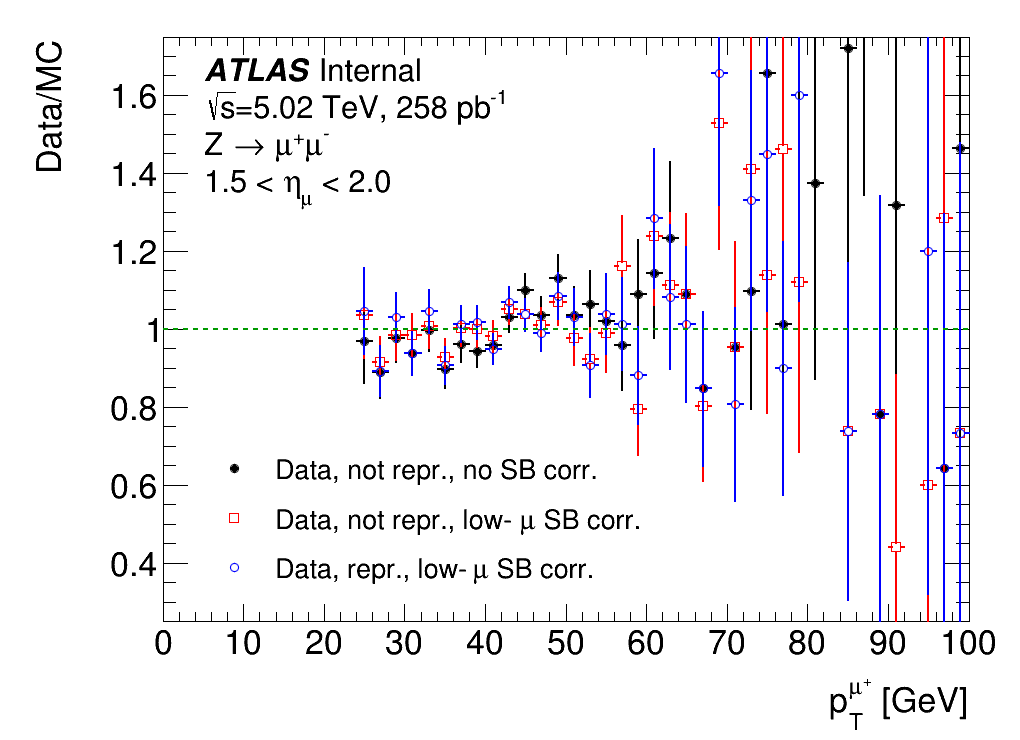 Data/MC
ATLAS Internal
√s=5.02 TeV, 258 pb⁻¹
Z → μ⁺μ⁻
1.5 < η_μ < 2.0
1.6
1.4
1.2
1
0.8
0.6
0.4
Data, not repr., no SB corr.
Data, not repr., low- μ SB corr.
Data, repr., low- μ SB corr.
0 10 20 30 40 50 60 70 80 90 100
p_T^μ⁺ [GeV]